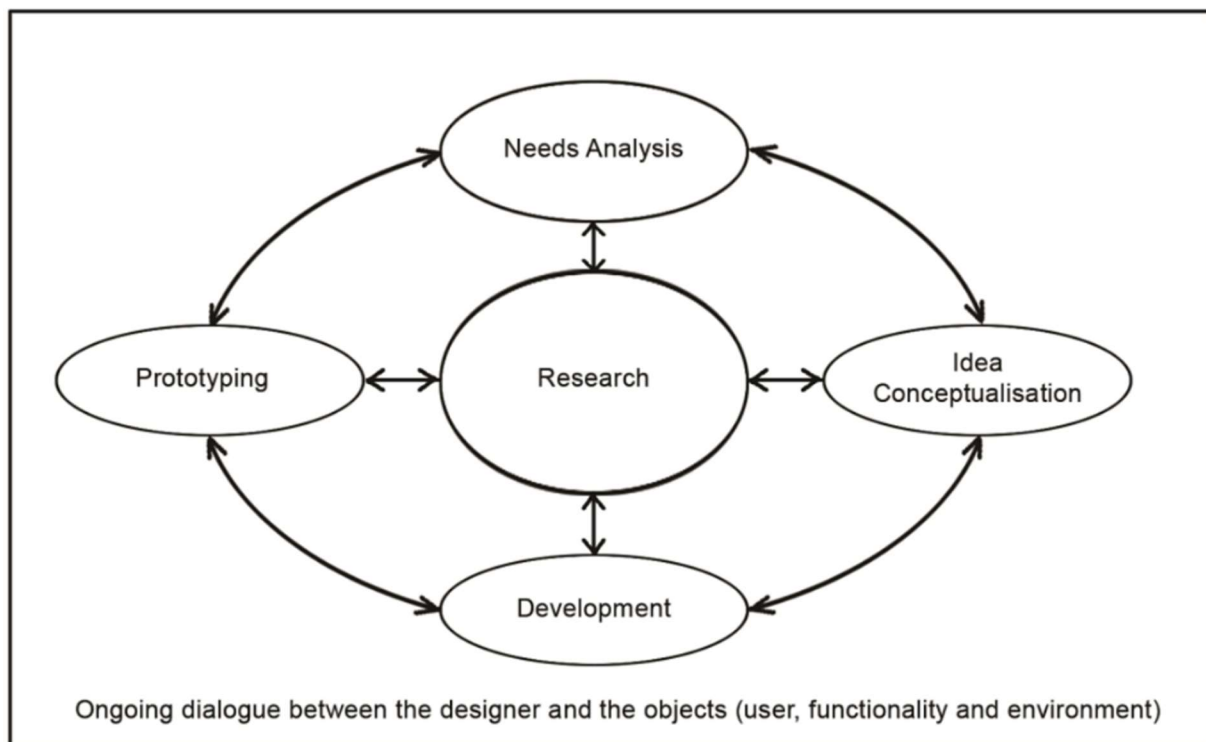 Needs Analysis
Prototyping
Research
Idea
Conceptualisation
Development
Ongoing dialogue between the designer and the objects (user, functionality and environment)